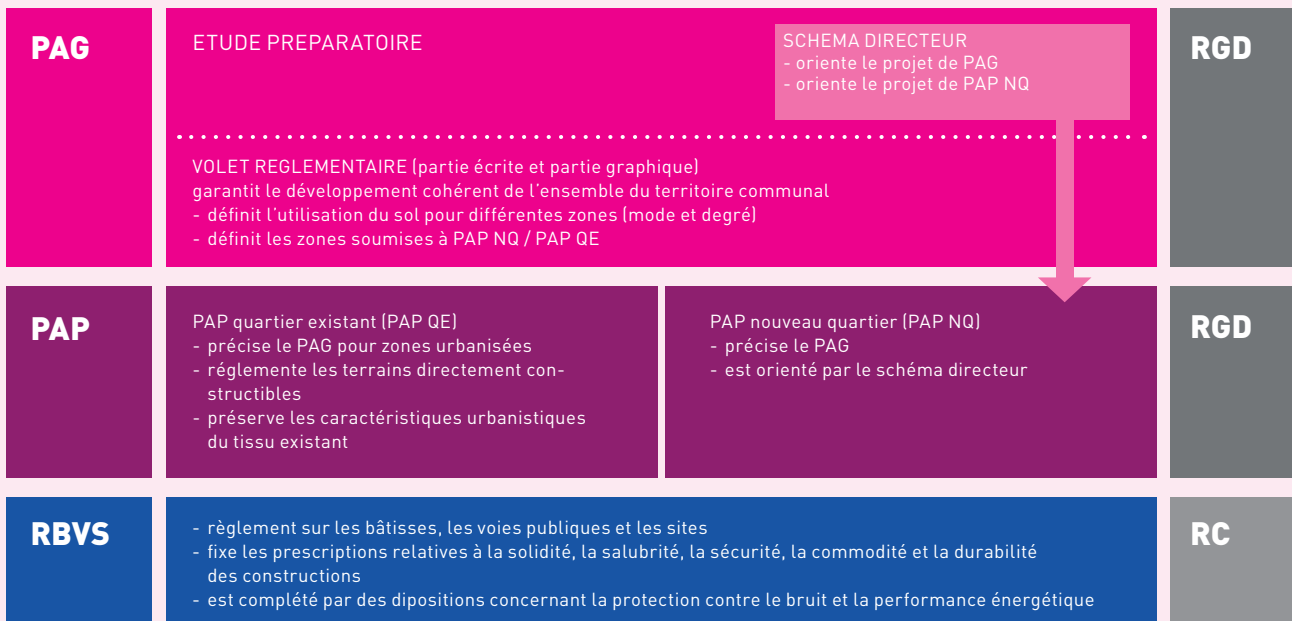 PAG
ETUDE PREPARATOIRE
SCHEMA DIRECTEUR
- oriente le projet de PAG
- oriente le projet de PAP NQ
RGD
VOLET REGLEMENTAIRE (partie écrite et partie graphique)
garantit le développement cohérent de l'ensemble du territoire communal
- définit l'utilisation du sol pour différentes zones (mode et degré)
- définit les zones soumises à PAP NQ / PAP QE
PAP
PAP quartier existant (PAP QE)
- précise le PAG pour zones urbanisées
- réglemente les terrains directement con-
structibles
- préserve les caractéristiques urbanistiques
du tissu existant
PAP nouveau quartier (PAP NQ)
- précise le PAG
- est orienté par le schéma directeur
RGD
RBVS
- règlement sur les bâtisses, les voies publiques et les sites
- fixe les prescriptions relatives à la solidité, la salubrité, la sécurité, la commodité et la durabilité
des constructions
- est complété par des dipositions concernant la protection contre le bruit et la performance énergétique
RC